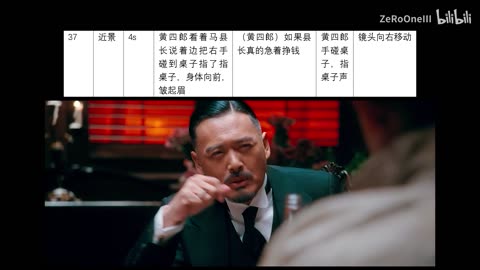 ZeRoOneIII bilibili
37 近景 4s 黄四郎看着马县 （黄四郎）如果县 黄四郎 镜头向右移动
长说着边把右手 长真的急着挣钱 手碰桌
碰到桌子指了指 子，指
桌子，身体向前， 桌子声
皱起眉